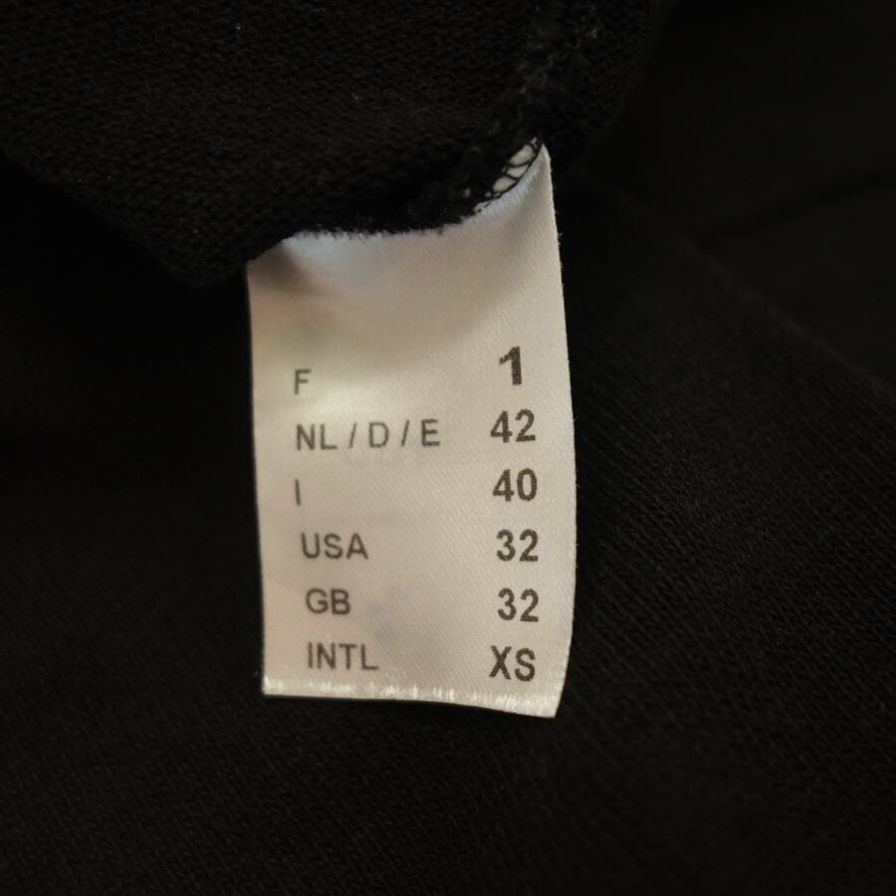 F 1
NL / D / E 42
I 40
USA 32
GB 32
INTL XS